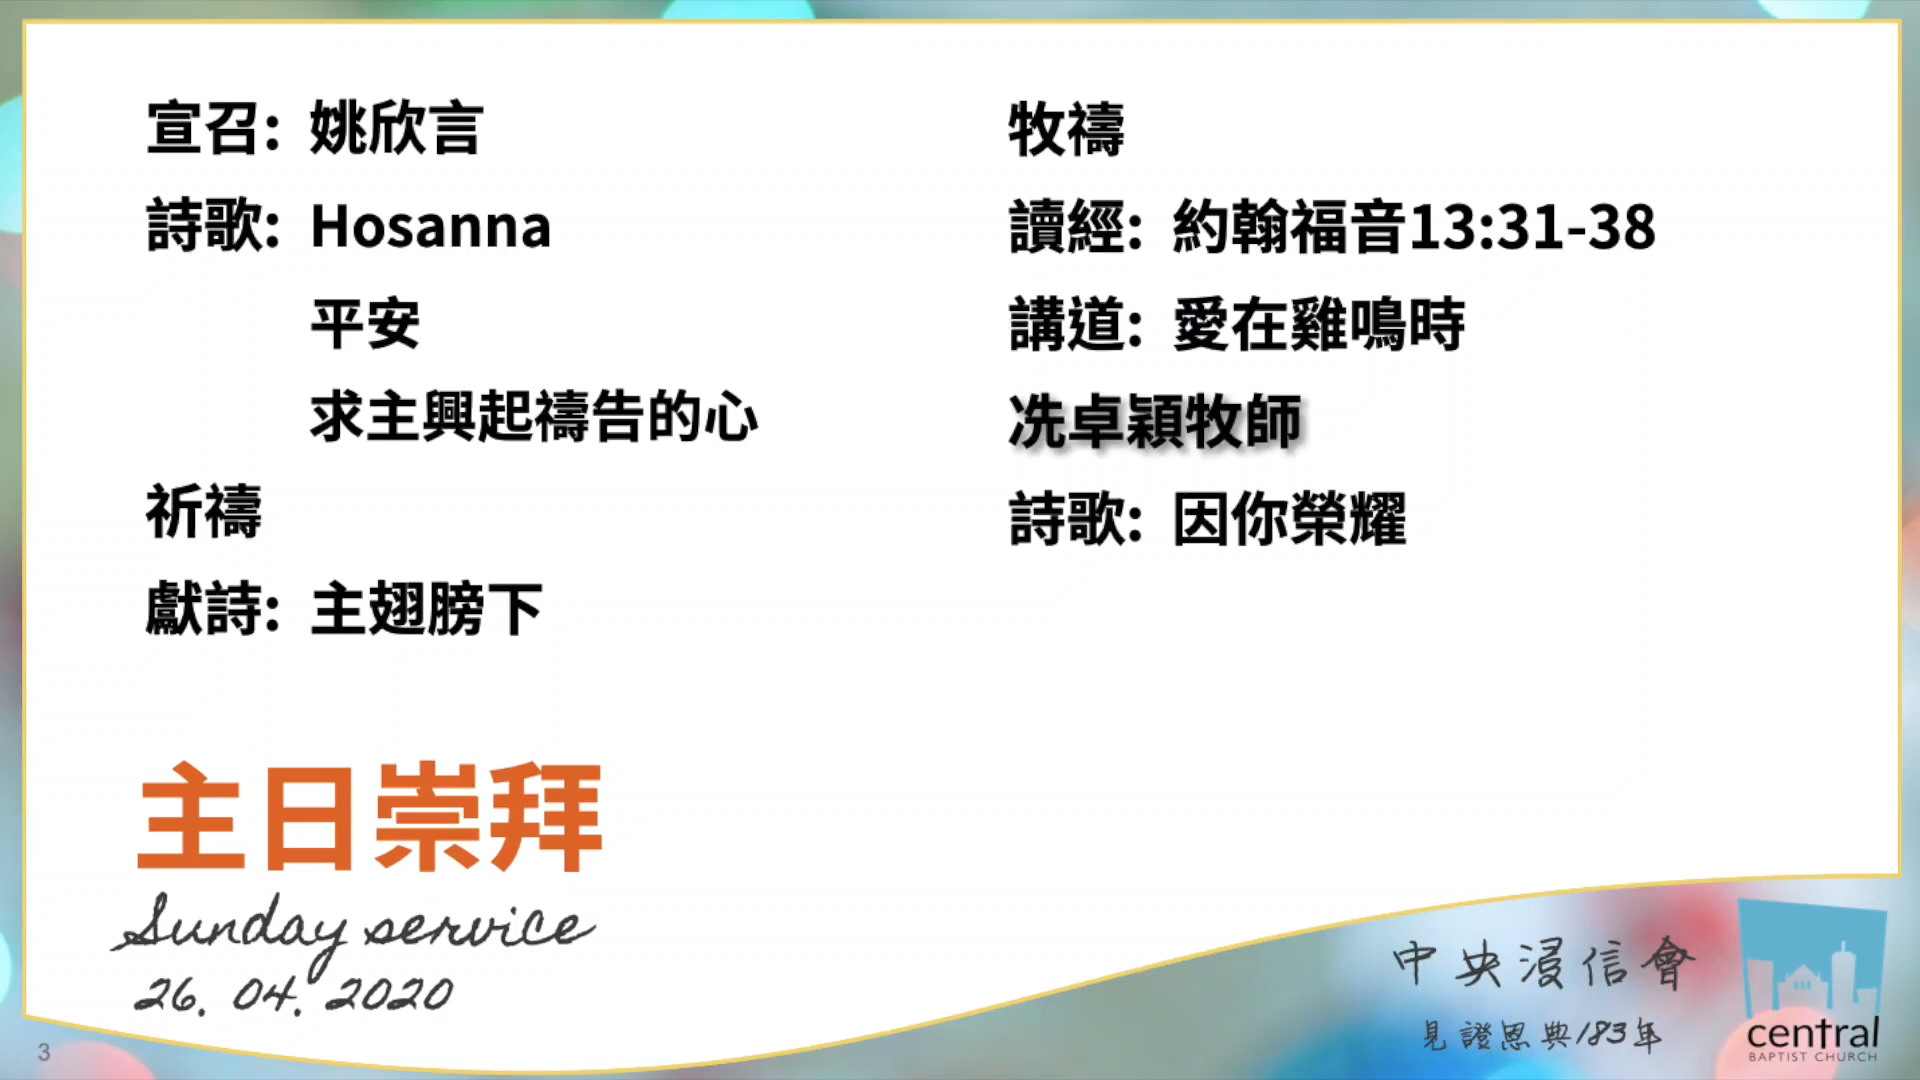 宣召: 姚欣言
詩歌: Hosanna
平安
求主興起禱告的心
祈禱
獻詩: 主翅膀下
牧禱
讀經: 約翰福音13:31-38
講道: 愛在雞鳴時
冼卓穎牧師
詩歌: 因你榮耀
主日崇拜
Sunday service
26. 04. 2020
中央浸信會
見證恩典183年
central
BAPTIST CHURCH
3